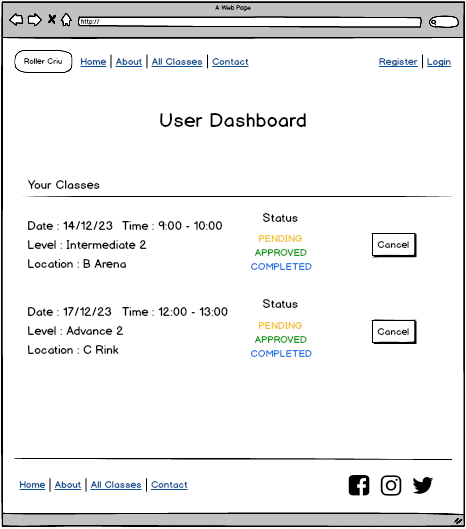 A Web Page
http://
Roller Criu Home About All Classes Contact Register Login
User Dashboard
Your Classes
Status
Date : 14/12/23 Time : 9:00 - 10:00
PENDING
Level : Intermediate 2
APPROVED
Cancel
Location : B Arena
COMPLETED
Status
Date : 17/12/23 Time : 12:00 - 13:00
PENDING
Level : Advance 2
APPROVED
Cancel
Location : C Rink
COMPLETED
Home About All Classes Contact